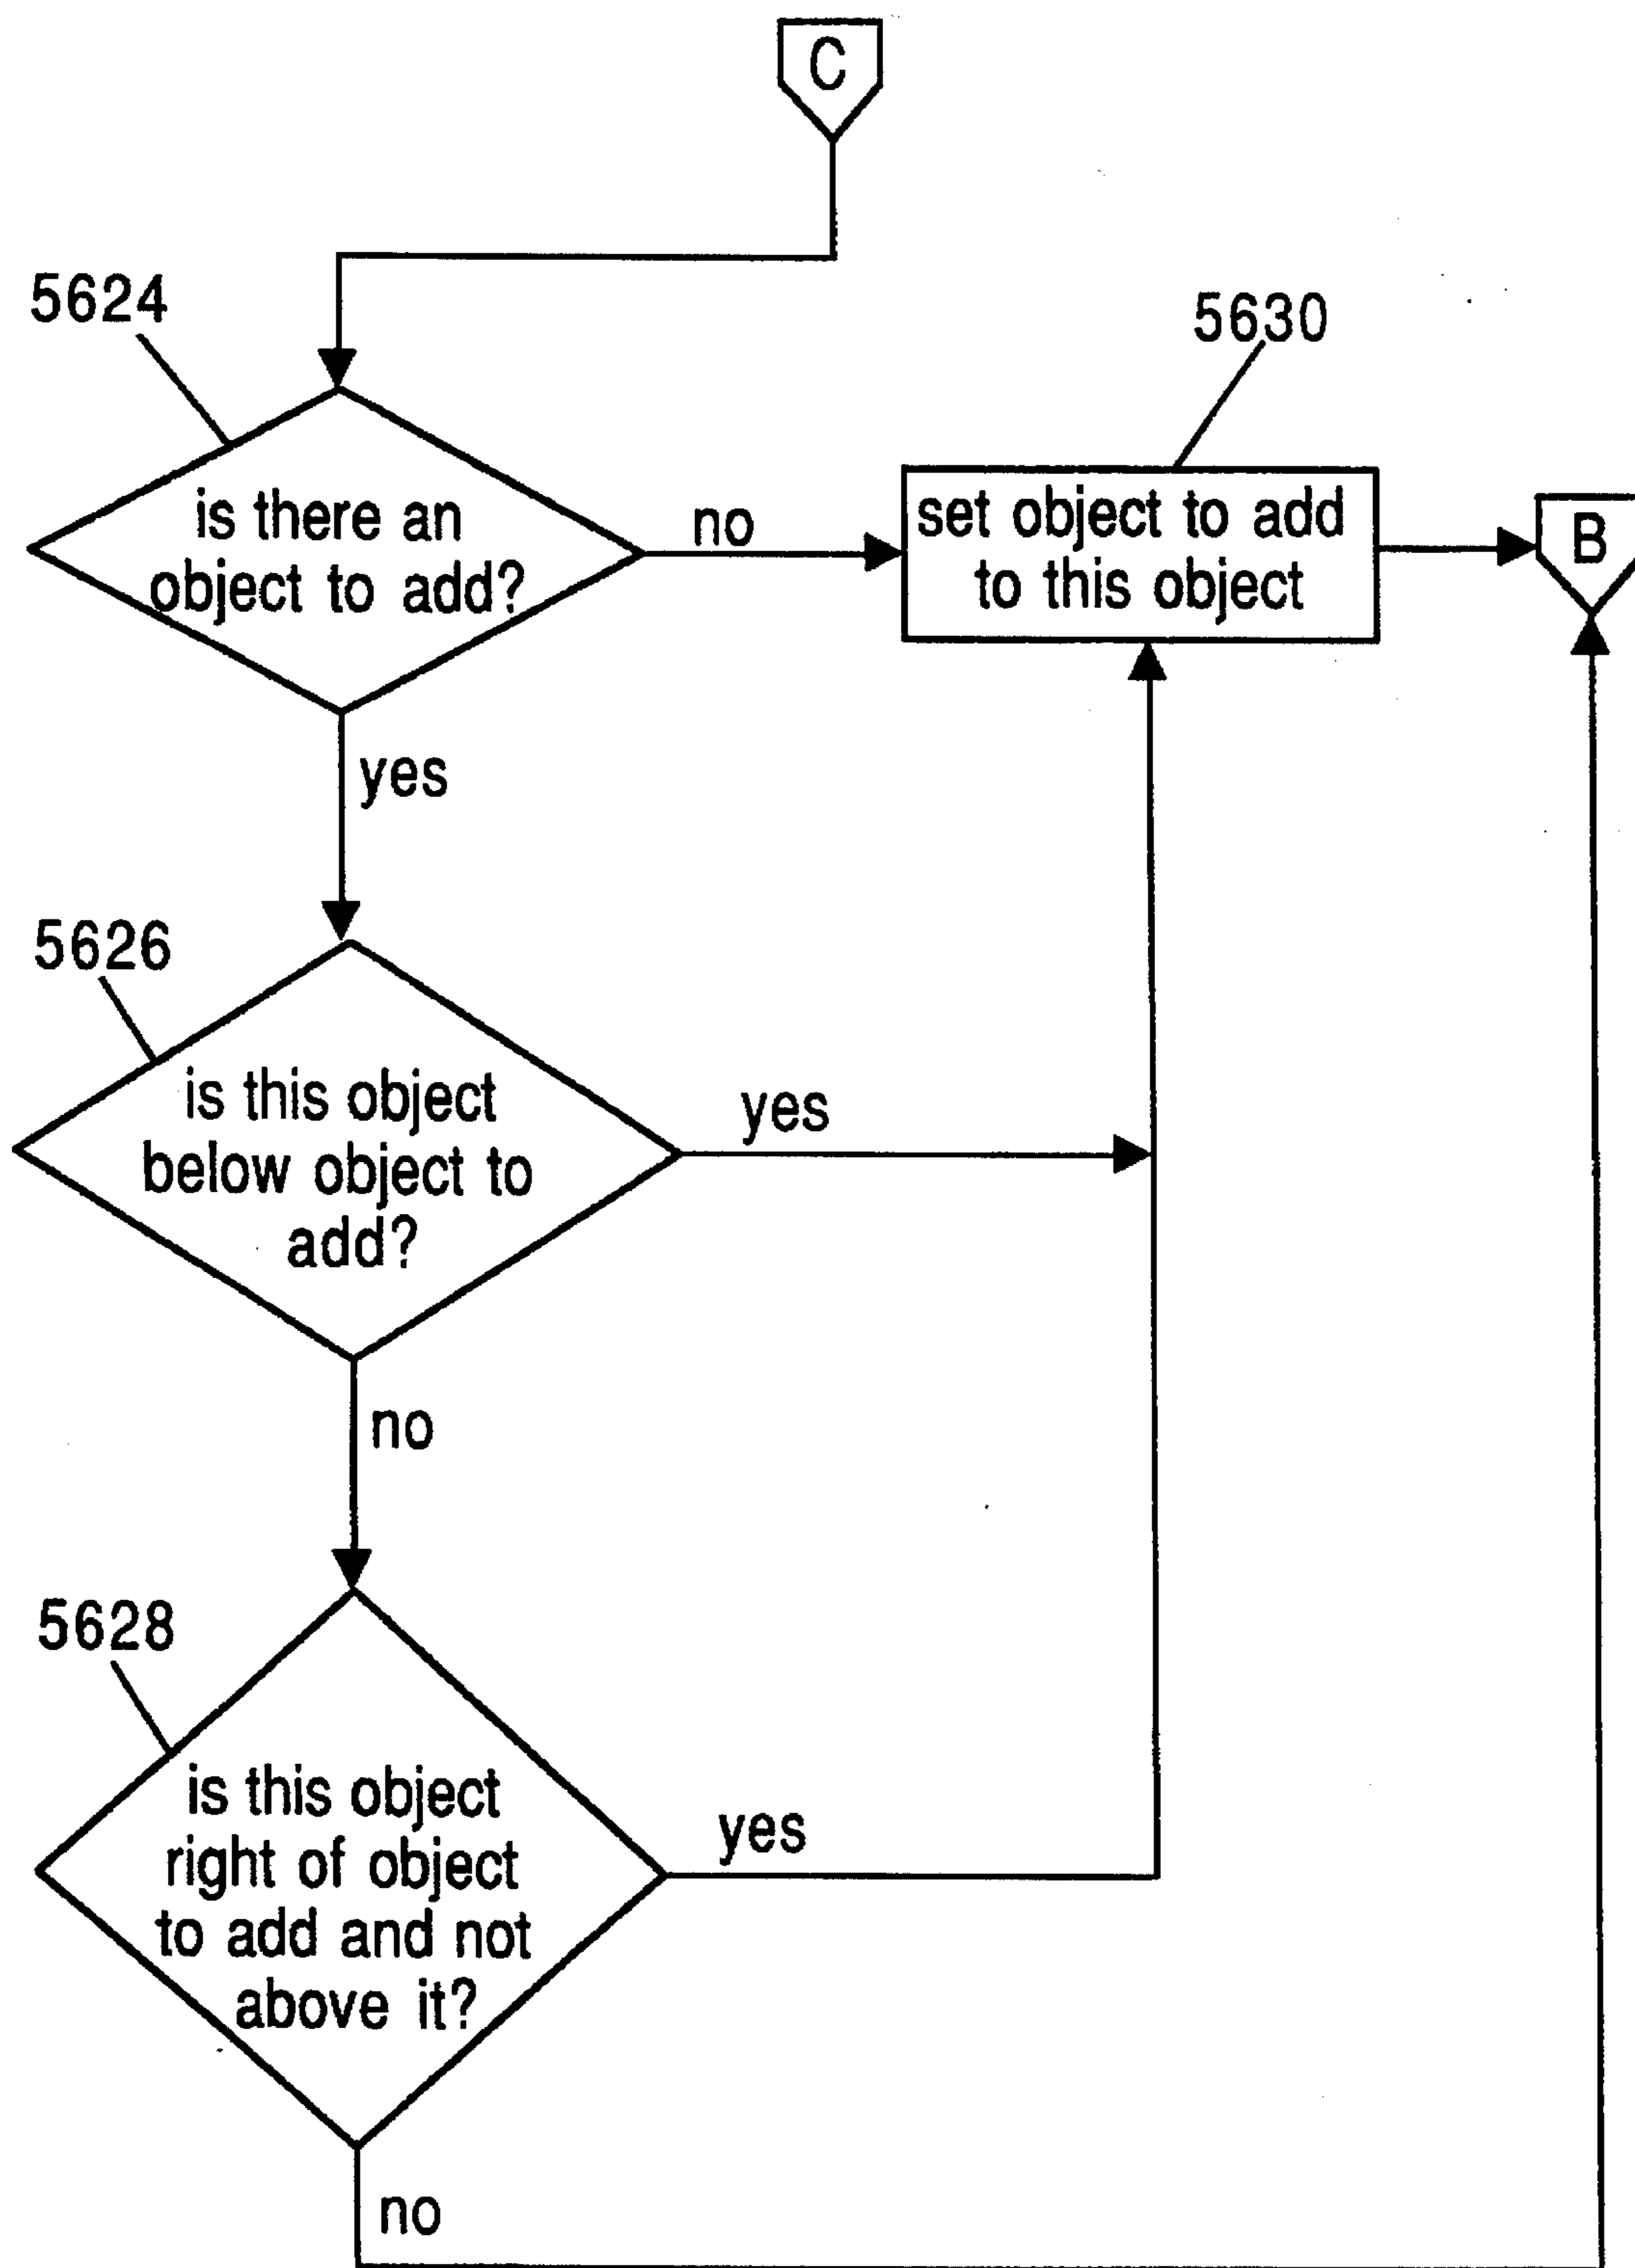 C
5624
5630
is there an
object to add?
no
set object to add
to this object
B
yes
5626
is this object
below object to
add?
yes
no
5628
is this object
right of object
to add and not
above it?
yes
no